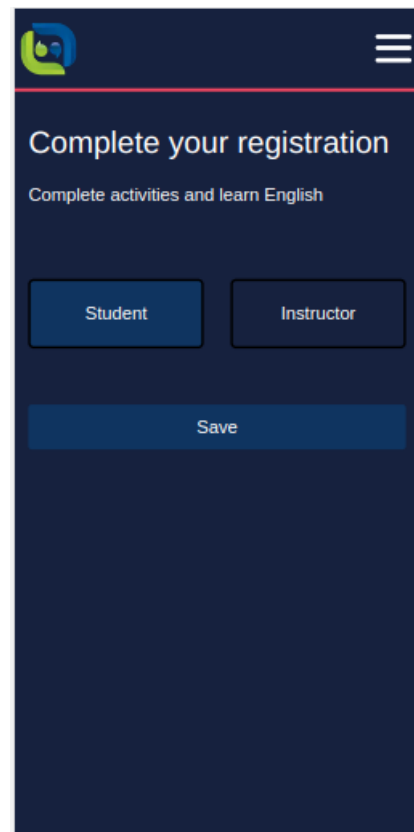 Complete your registration
Complete activities and learn English
Student
Instructor
Save